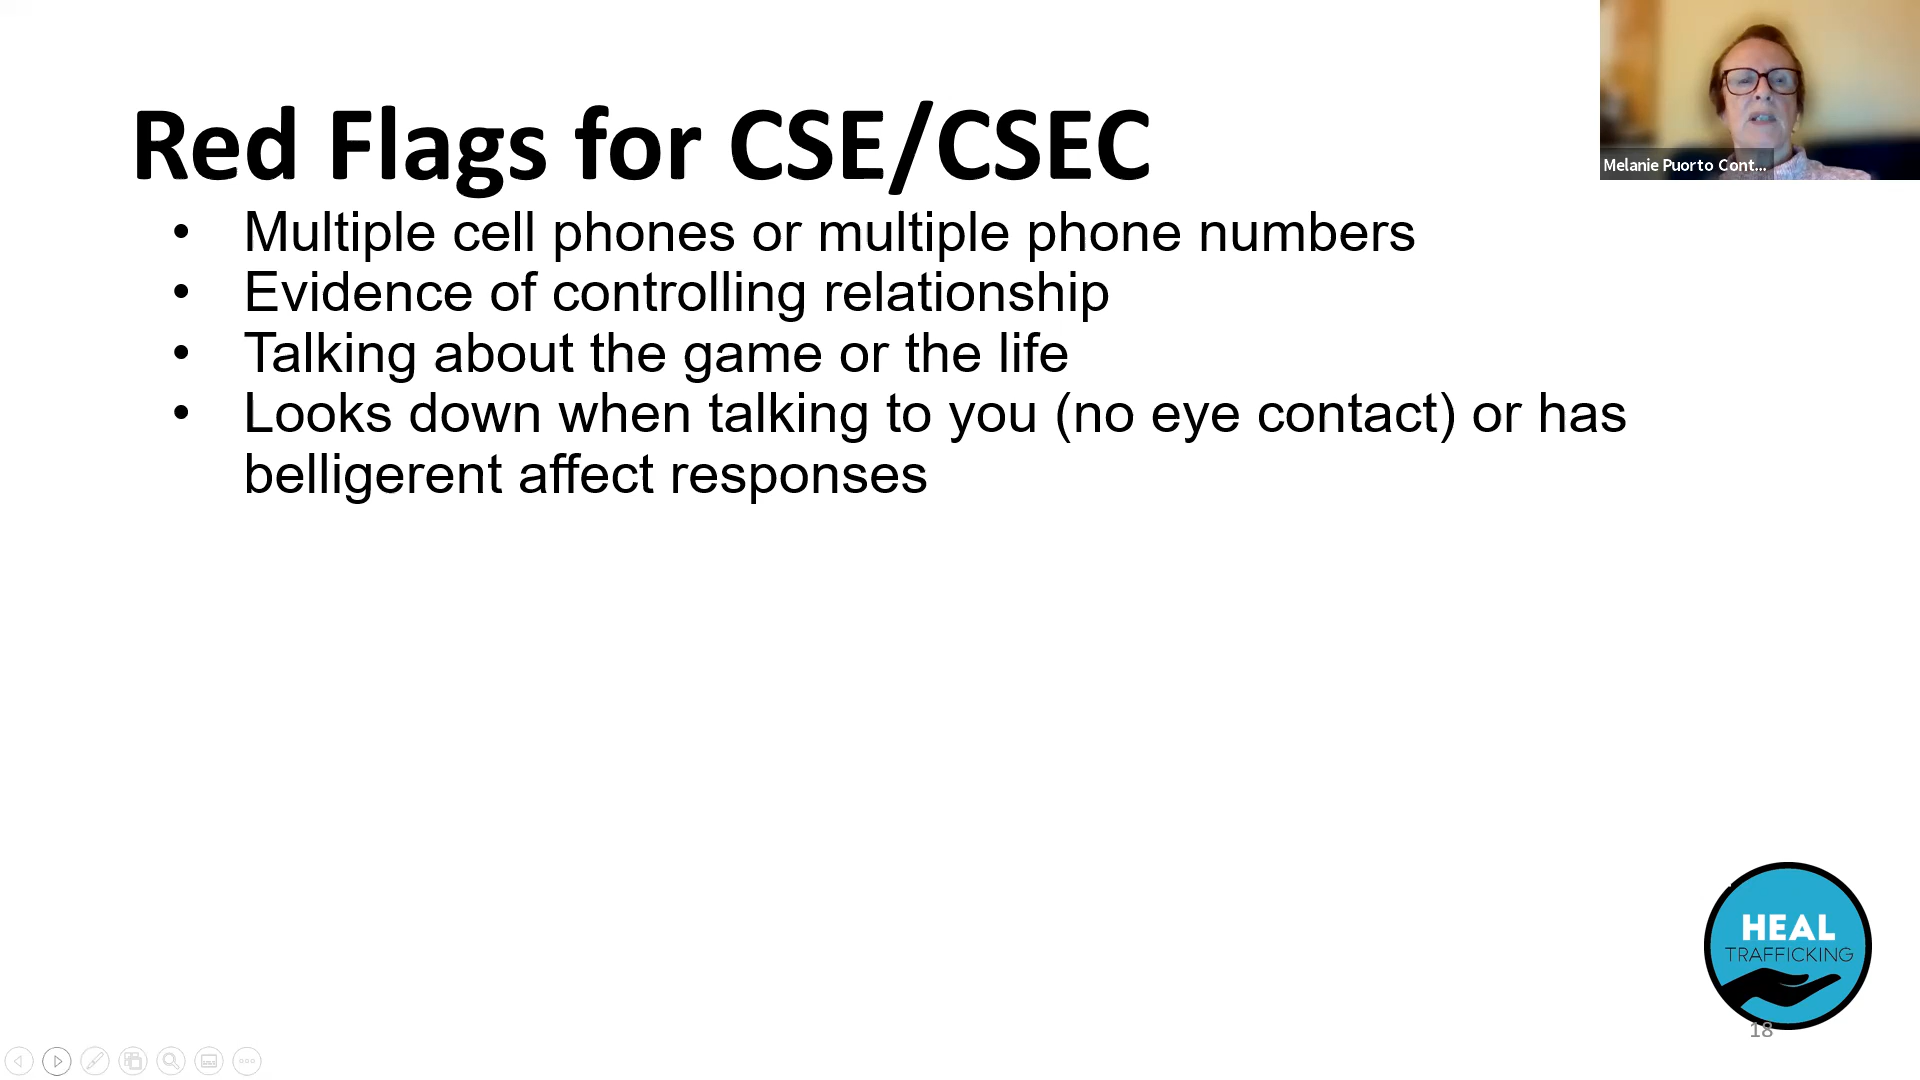 Red Flags for CSE/CSEC
Melanie Puorto Cont...
• Multiple cell phones or multiple phone numbers
• Evidence of controlling relationship
• Talking about the game or the life
• Looks down when talking to you (no eye contact) or has
belligerent affect responses
HEAL
TRAFFICKING
18